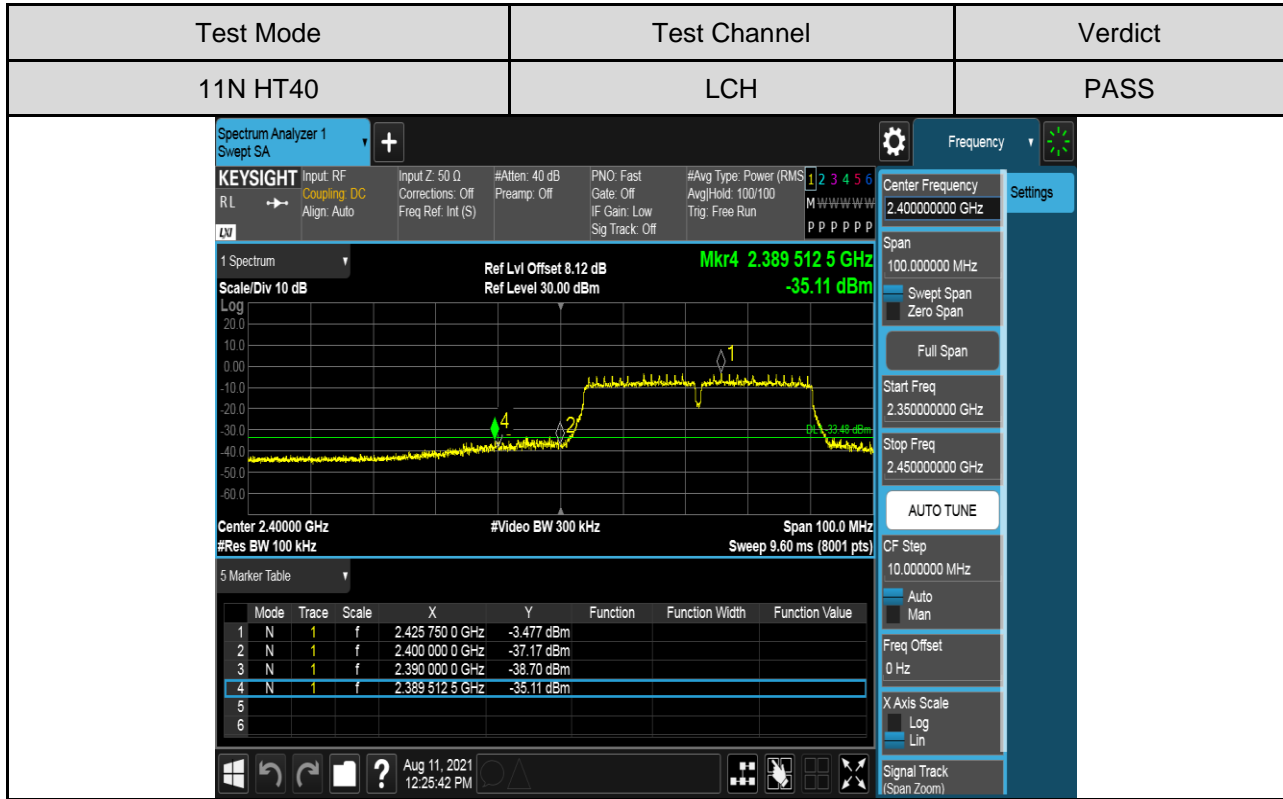 Test Mode Test Channel Verdict
11N HT40 LCH PASS
Spectrum Analyzer 1
Swept SA
Frequency
KEYSIGHT Input: RF Input Z: 50 Ω #Atten: 40 dB PNO: Fast #Avg Type: Power (RMS 1 2 3 4 5 6
RL Coupling: DC Corrections: Off Preamp: Off Gate: Off Avg|Hold: 100/100 M W W W W W
Align: Auto Freq Ref: Int (S) IF Gain: Low Trig: Free Run
LXI Sig Track: Off P P P P P P
Center Frequency
2.400000000 GHz
Settings
Span
100.000000 MHz
Swept Span
Zero Span
Full Span
Start Freq
2.350000000 GHz
Stop Freq
2.450000000 GHz
AUTO TUNE
CF Step
10.000000 MHz
Auto
Man
Freq Offset
0 Hz
X Axis Scale
Log
Lin
Signal Track
(Span Zoom)
1 Spectrum Ref Lvl Offset 8.12 dB Mkr4 2.389 512 5 GHz
Scale/Div 10 dB Ref Level 30.00 dBm -35.11 dBm
Log
20.0
10.0
0.00
-10.0
-20.0
-30.0
-40.0
-50.0
-60.0
1
4
2
DL1 -33.48 dBm
Center 2.40000 GHz #Video BW 300 kHz Span 100.0 MHz
#Res BW 100 kHz Sweep 9.60 ms (8001 pts)
5 Marker Table
Mode Trace Scale X Y Function Function Width Function Value
1 N 1 f 2.425 750 0 GHz -3.477 dBm
2 N 1 f 2.400 000 0 GHz -37.17 dBm
3 N 1 f 2.390 000 0 GHz -38.70 dBm
4 N 1 f 2.389 512 5 GHz -35.11 dBm
5
6
? Aug 11, 2021
12:25:42 PM